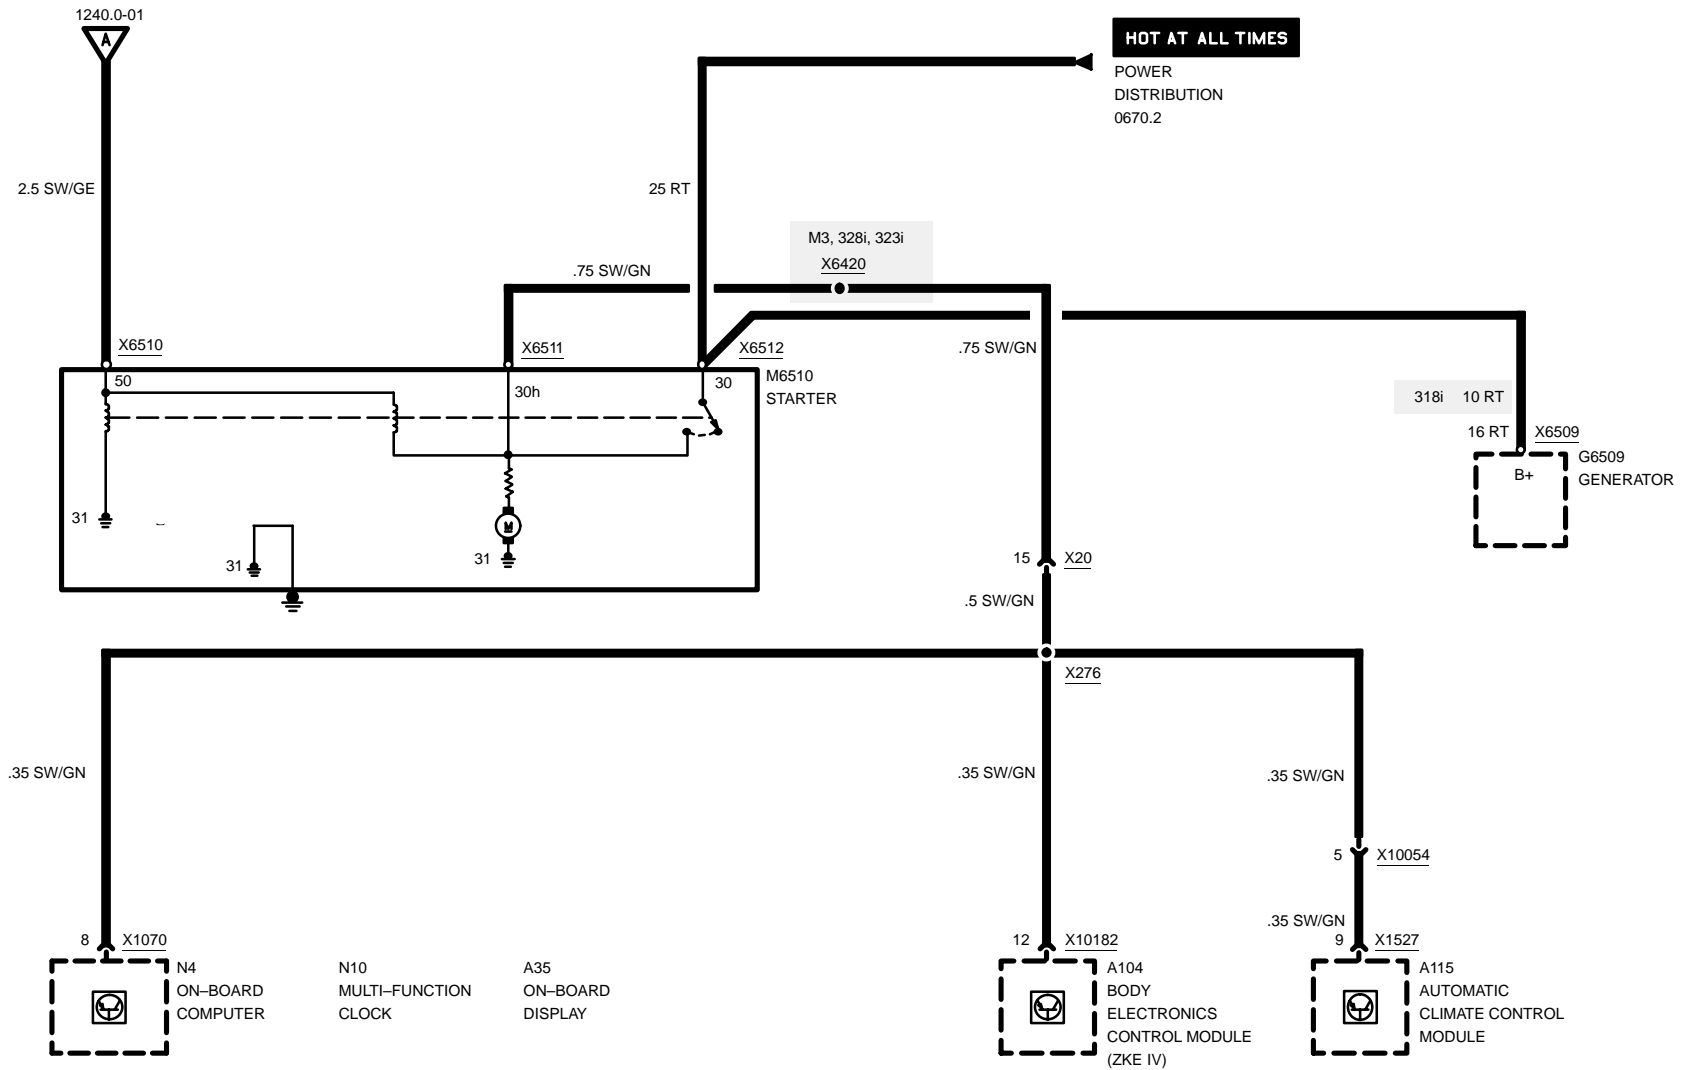 1240.0-01
A
HOT AT ALL TIMES
POWER
DISTRIBUTION
0670.2
2.5 SW/GE
25 RT
M3, 328i, 323i
X6420
.75 SW/GN
X6510
X6511
X6512
.75 SW/GN
50
30h
30
M6510
STARTER
318i 10 RT
16 RT X6509
G6509
GENERATOR
B+
31
M
31
31
15 X20
.5 SW/GN
X276
.35 SW/GN
.35 SW/GN
.35 SW/GN
5 X10054
.35 SW/GN
8 X1070
12 X10182
9 X1527
N4
ON–BOARD
COMPUTER
N10
MULTI–FUNCTION
CLOCK
A35
ON–BOARD
DISPLAY
A104
BODY
ELECTRONICS
CONTROL MODULE
(ZKE IV)
A115
AUTOMATIC
CLIMATE CONTROL
MODULE